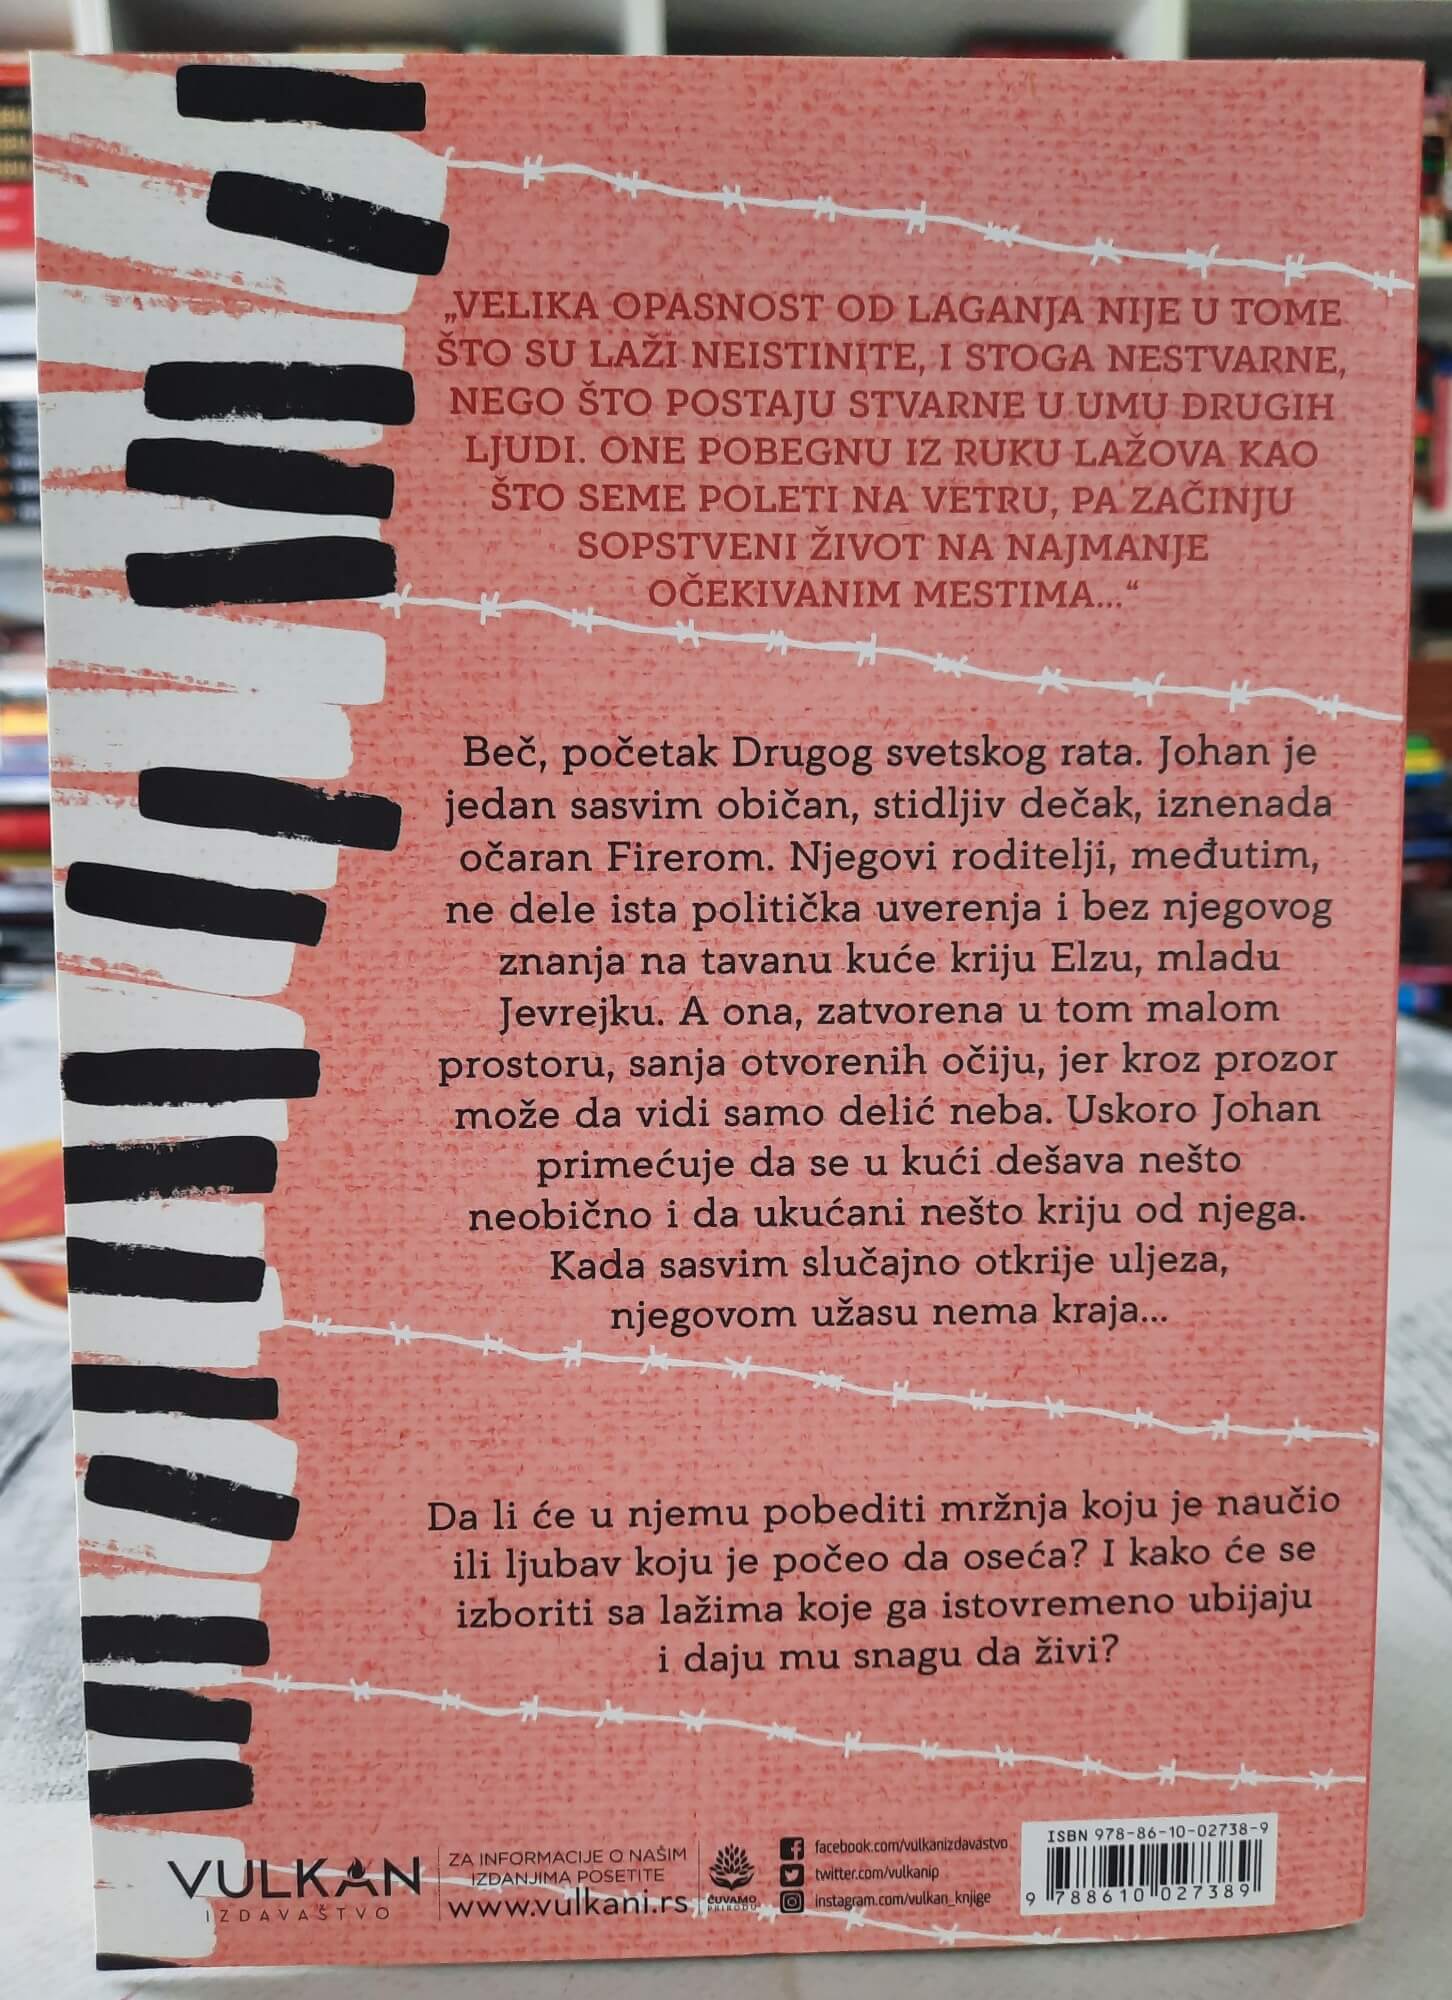 „VELIKA OPASNOST OD LAGANJA NIJE U TOME
ŠTO SU LAŽI NEISTINITE, I STOGA NESTVARNE,
NEGO ŠTO POSTAJU STVARNE U UMU DRUGIH
LJUDI. ONE POBEGNU IZ RUKU LAŽOVA KAO
ŠTO SEME POLETI NA VETRU, PA ZAČINJU
SOPSTVENI ŽIVOT NA NAJMANJE
OČEKIVANIM MESTIMA...“
Beč, početak Drugog svetskog rata. Johan je
jedan sasvim običan, stidljiv dečak, iznenada
očaran Firerom. Njegovi roditelji, međutim,
ne dele ista politička uverenja i bez njegovog
znanja na tavanu kuće kriju Elzu, mladu
Jevrejku. A ona, zatvorena u tom malom
prostoru, sanja otvorenih očiju, jer kroz prozor
može da vidi samo delić neba. Uskoro Johan
primećuje da se u kući dešava nešto
neobično i da ukućani nešto kriju od njega.
Kada sasvim slučajno otkrije uljeza,
njegovom užasu nema kraja...
Da li će u njemu pobediti mržnja koju je naučio
ili ljubav koju je počeo da oseća? I kako će se
izboriti sa lažima koje ga istovremeno ubijaju
i daju mu snagu da živi?
VULKAN
IZDAVAŠTVO
ZA INFORMACIJE O NAŠIM
IZDANJIMA POSETITE
www.vulkani.rs
ČUVAMO
PRIRODU
facebook.com/vulkanizdavastvo
twitter.com/vulkanip
instagram.com/vulkan_knjige
ISBN 978-86-10-02738-9
9 788610 027389